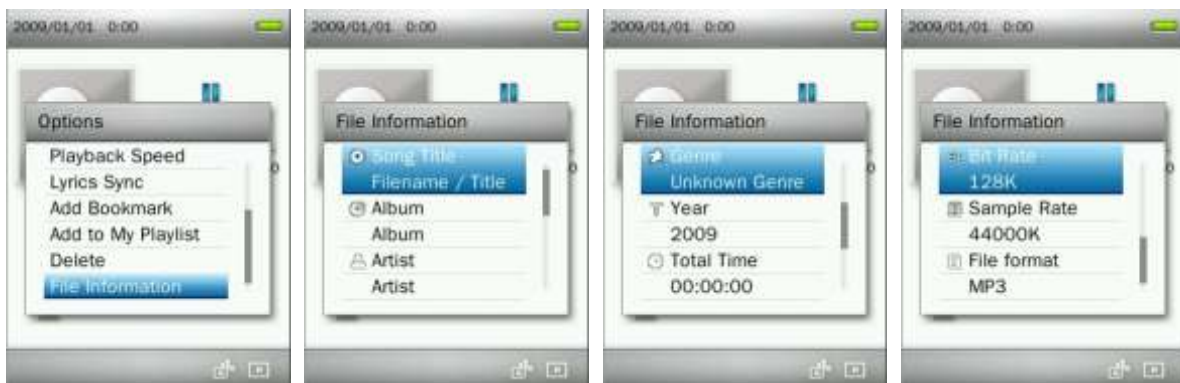 2009/01/01 0:00
Options
Playback Speed
Lyrics Sync
Add Bookmark
Add to My Playlist
Delete
File Information
2009/01/01 0:00
File Information
Song Title
Filename / Title
Album
Album
Artist
Artist
2009/01/01 0:00
File Information
Genre
Unknown Genre
Year
2009
Total Time
00:00:00
2009/01/01 0:00
File Information
Bit Rate
128K
Sample Rate
44000K
File format
MP3